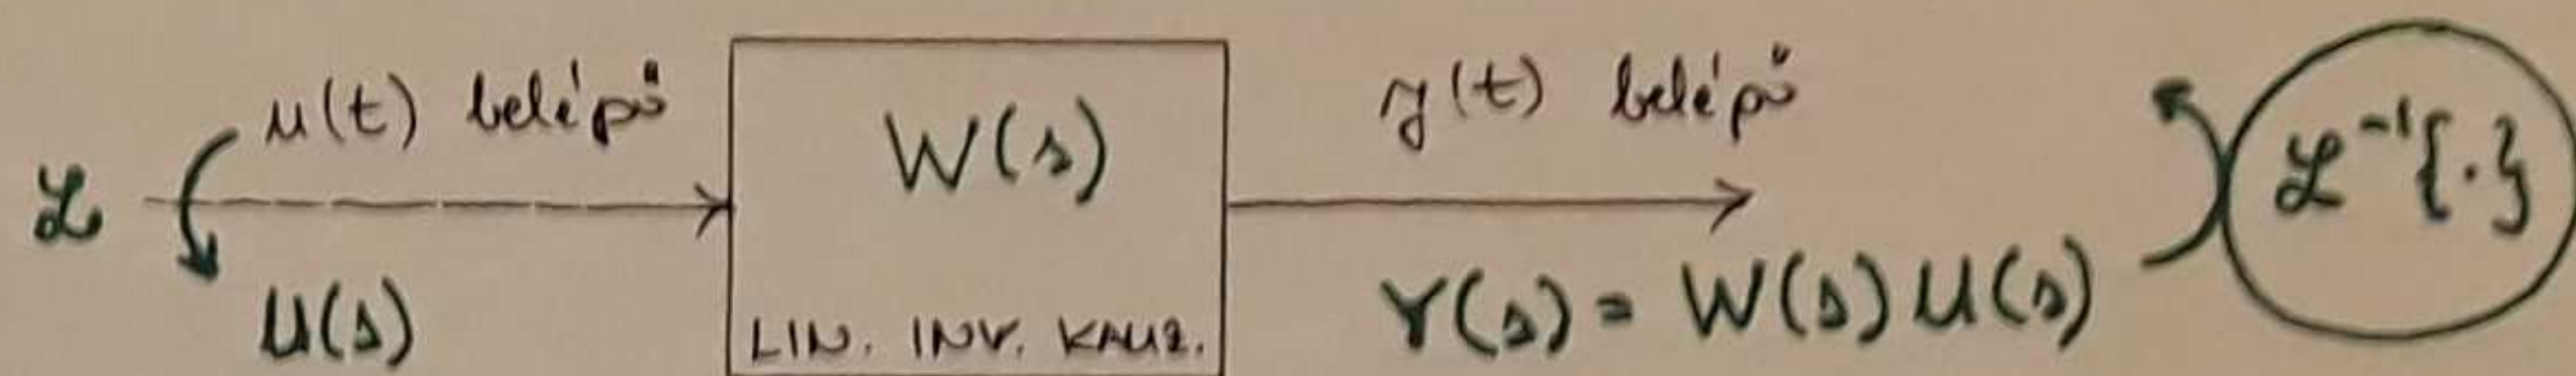 u(t) belépő
W(s)
y(t) belépő
ℒ
ℒ⁻¹{·}
U(s)
LIN. INV. KAUZ.
Y(s) = W(s)U(s)